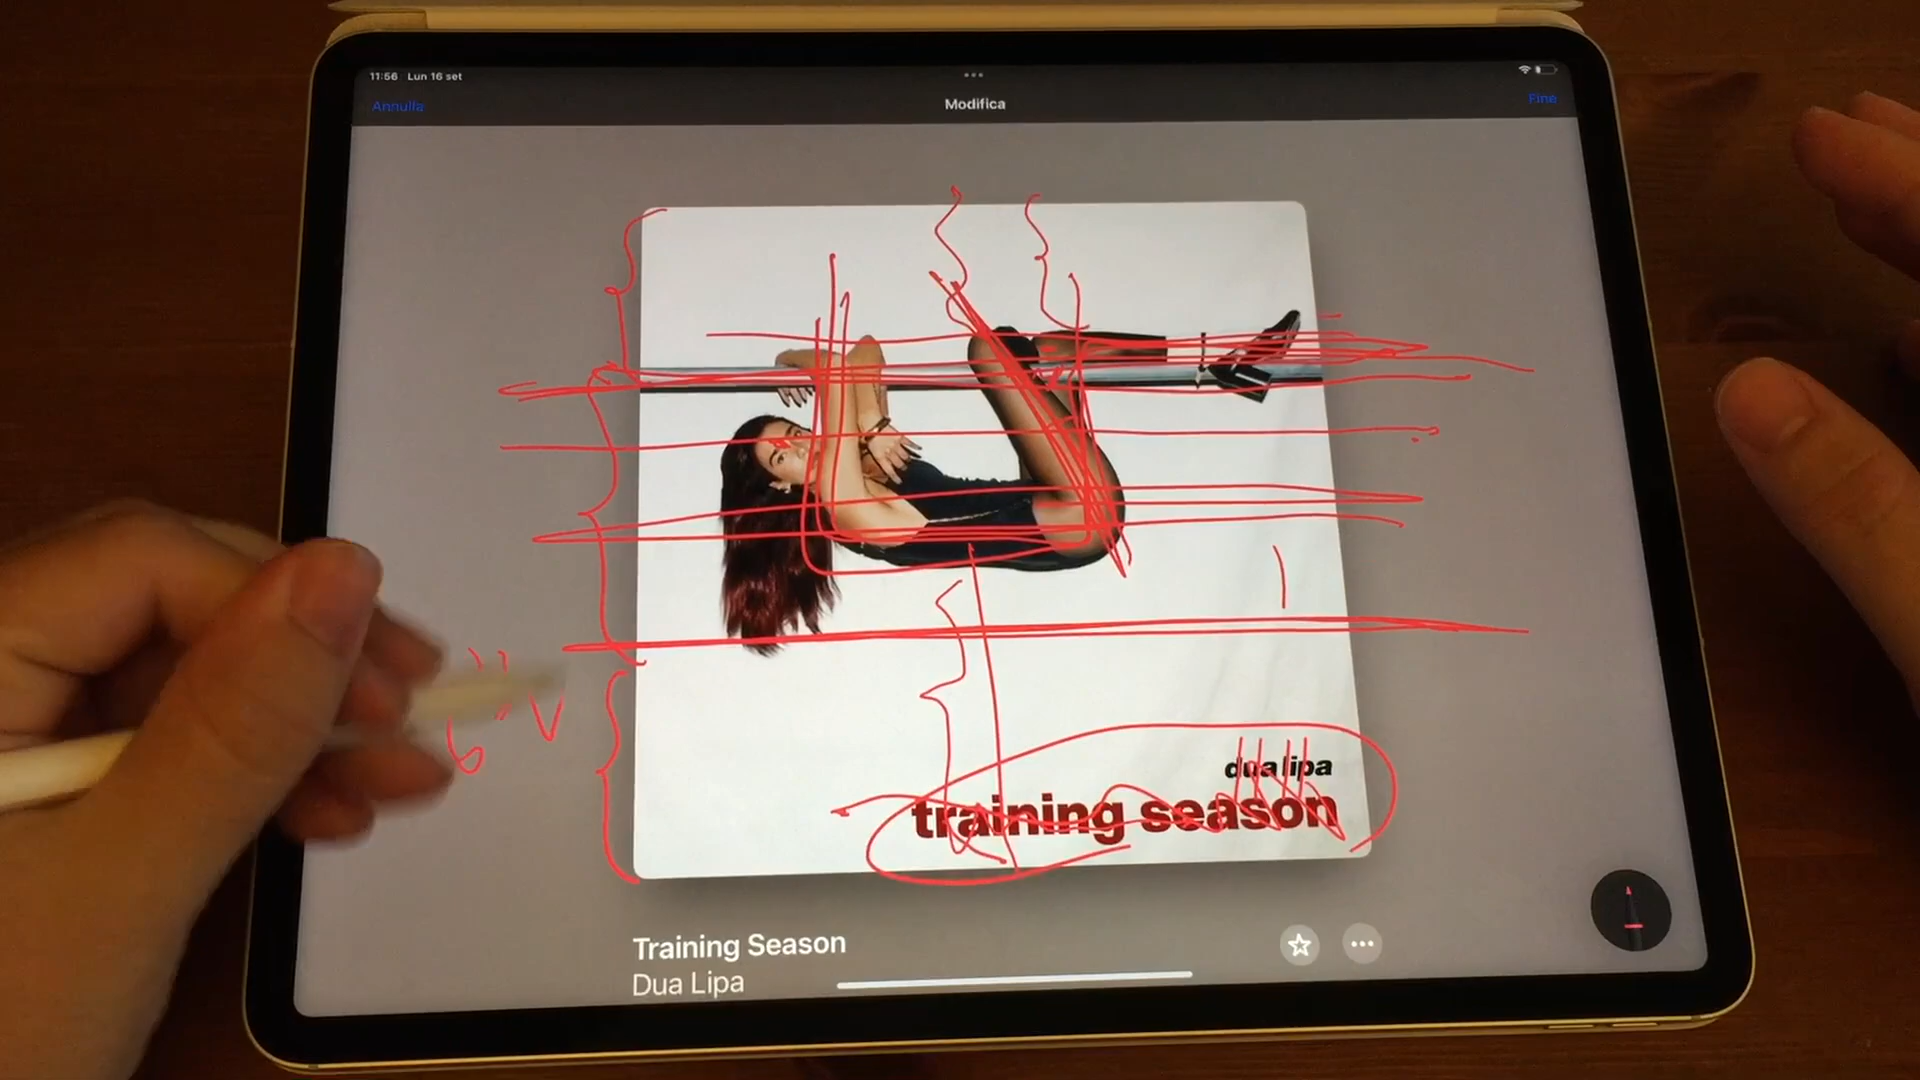 11:56 Lun 16 set
Annulla
Modifica
Fine
dua lipa
training season
Training Season
Dua Lipa